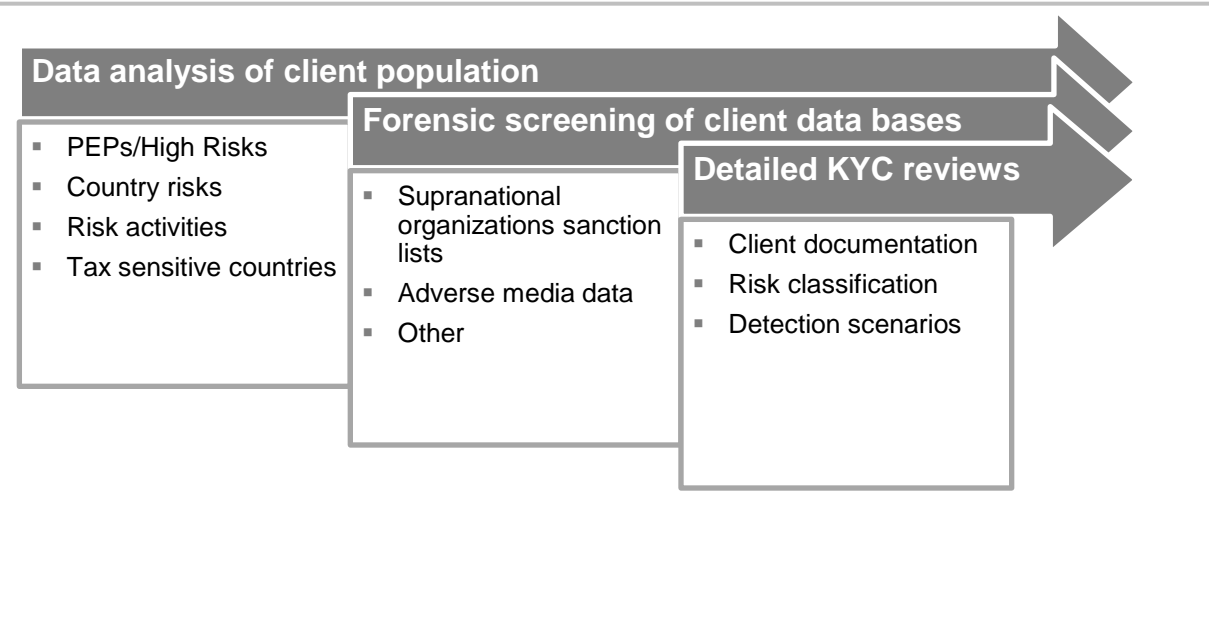 Data analysis of client population
▪ PEPs/High Risks
▪ Country risks
▪ Risk activities
▪ Tax sensitive countries
Forensic screening of client data bases
▪ Supranational
organizations sanction
lists
▪ Adverse media data
▪ Other
Detailed KYC reviews
▪ Client documentation
▪ Risk classification
▪ Detection scenarios